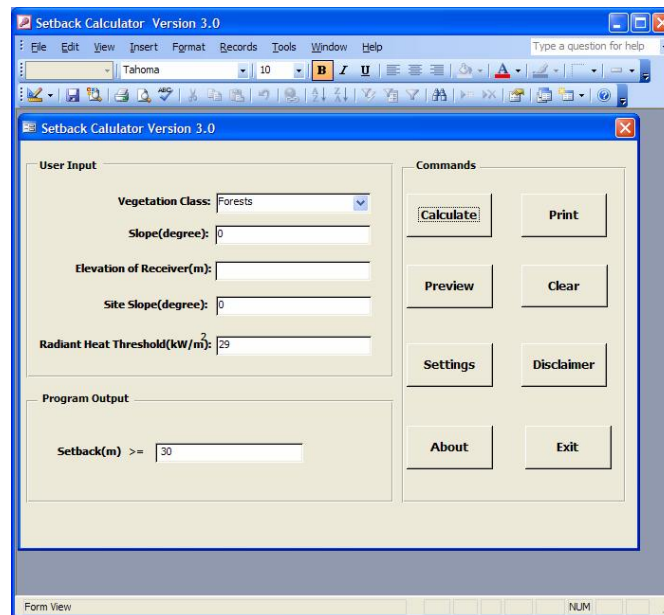 Setback Calculator Version 3.0
File Edit View Insert Format Records Tools Window Help Type a question for help
Tahoma 10 B I U A
ABC
Setback Calulator Version 3.0
User Input
Vegetation Class: Forests
Slope(degree): 0
Elevation of Receiver(m):
Site Slope(degree): 0
Radiant Heat Threshold(kW/m²): 29
Program Output
Setback(m) >= 30
Commands
Calculate Print
Preview Clear
Settings Disclaimer
About Exit
Form View NUM